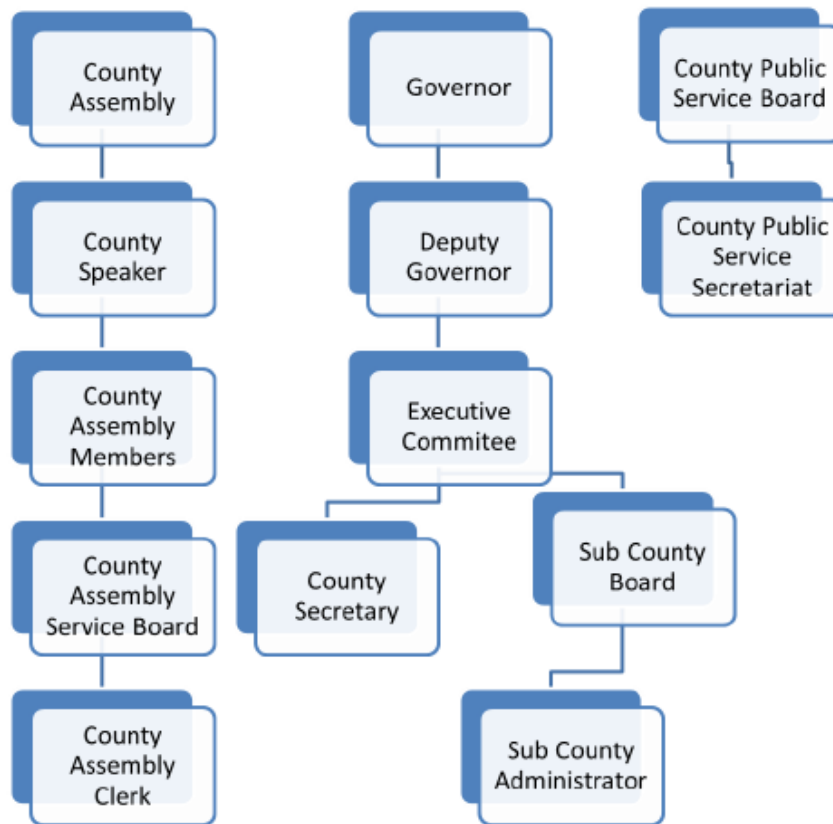 County
Assembly
Governor
County Public
Service Board
County
Speaker
Deputy
Governor
County Public
Service
Secretariat
County
Assembly
Members
Executive
Commitee
County
Assembly
Service Board
County
Secretary
Sub County
Board
County
Assembly
Clerk
Sub County
Administrator